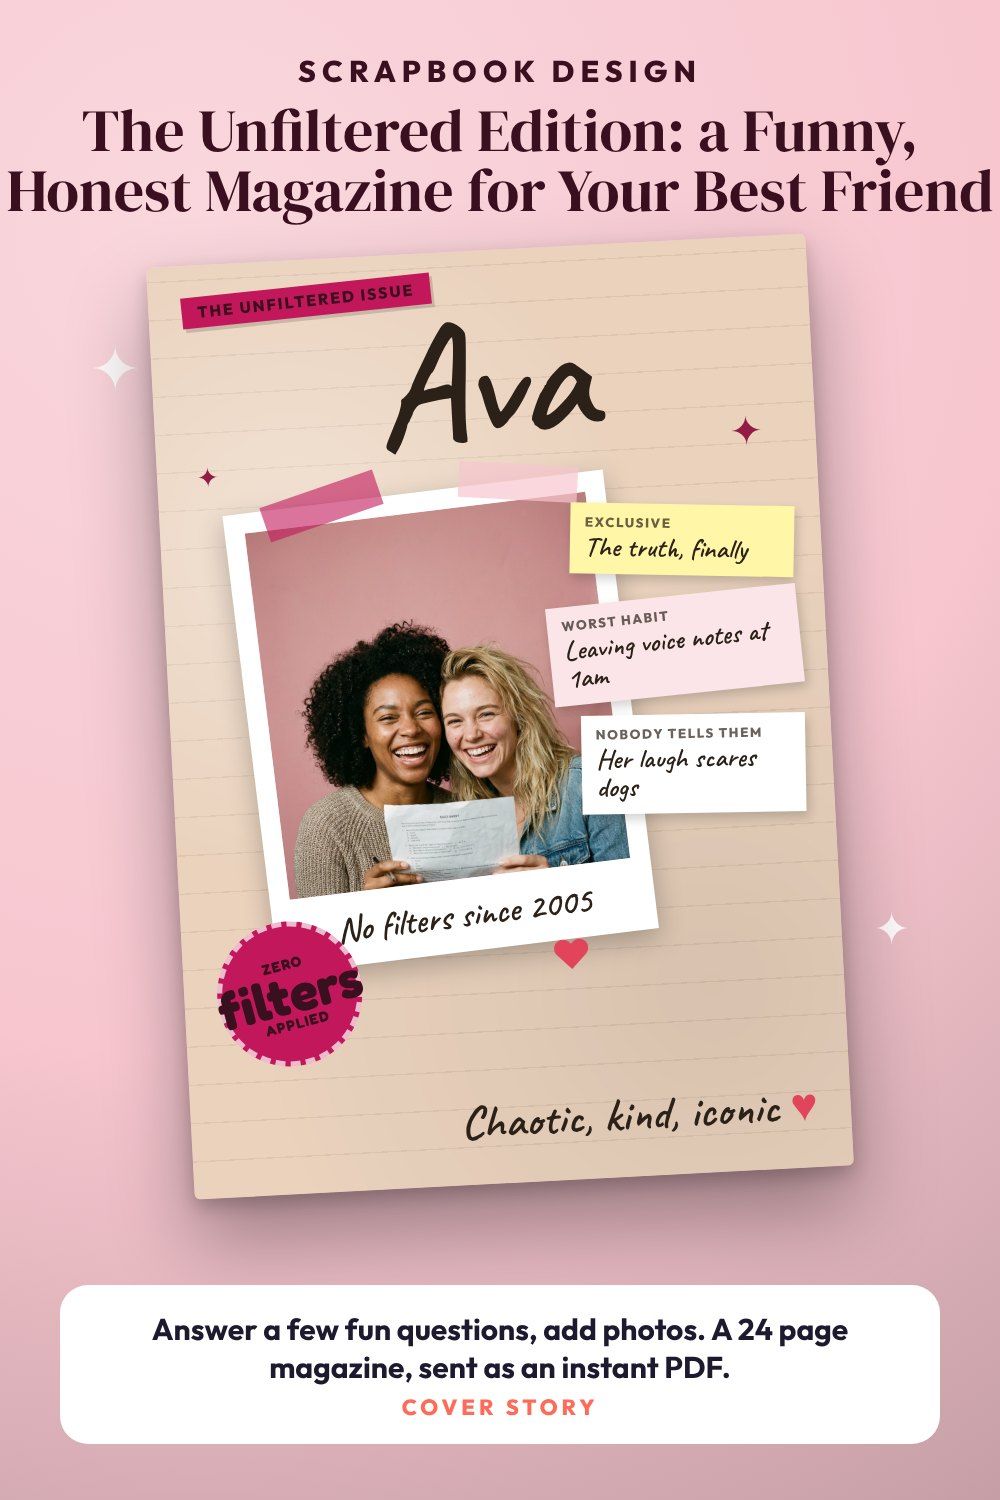 SCRAPBOOK DESIGN
The Unfiltered Edition: a Funny,
Honest Magazine for Your Best Friend
THE UNFILTERED ISSUE
Ava
EXCLUSIVE
The truth, finally
WORST HABIT
Leaving voice notes at
1am
NOBODY TELLS THEM
Her laugh scares
dogs
No filters since 2005
ZERO
filters
APPLIED
Chaotic, kind, iconic ♥
Answer a few fun questions, add photos. A 24 page
magazine, sent as an instant PDF.
COVER STORY